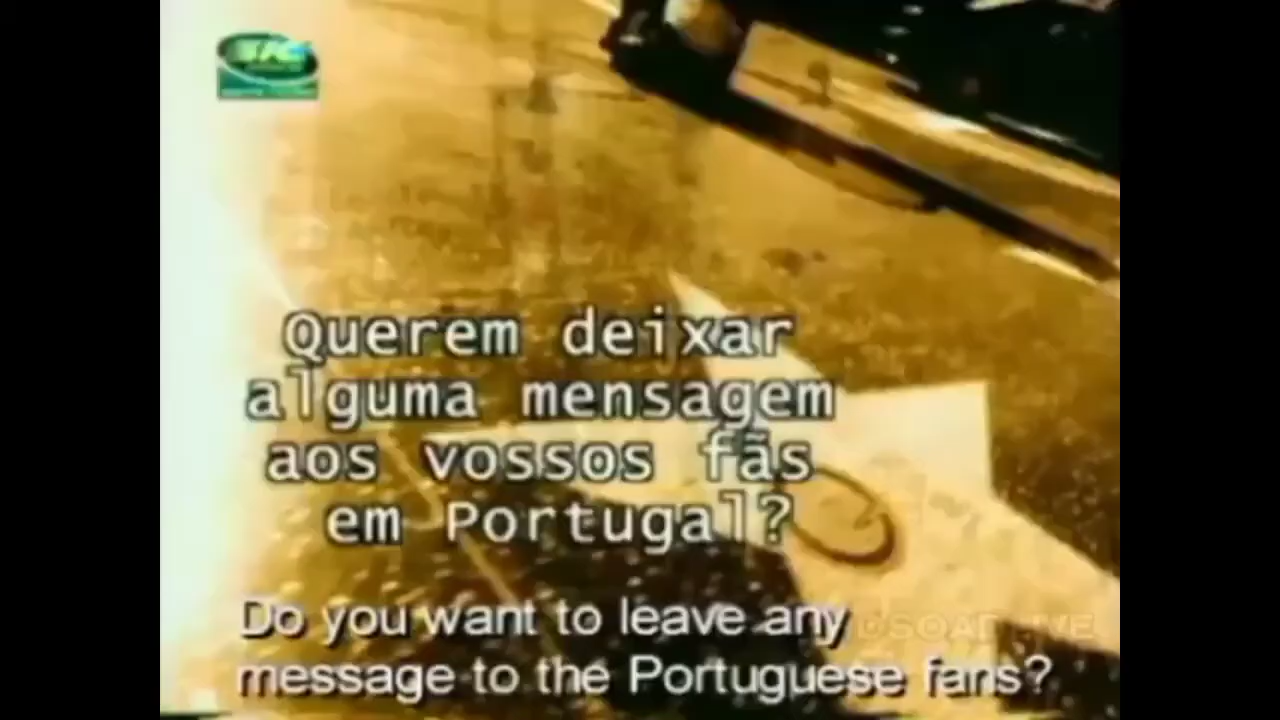 SIC
Querem deixar
alguma mensagem
aos vossos fãs
em Portugal?
Do you want to leave any
message to the Portuguese fans?